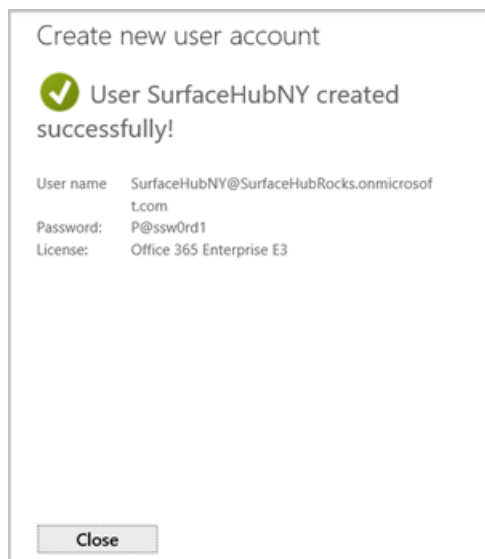 Create new user account
User SurfaceHubNY created
successfully!
User name SurfaceHubNY@SurfaceHubRocks.onmicrosof
t.com
Password: P@ssw0rd1
License: Office 365 Enterprise E3
Close